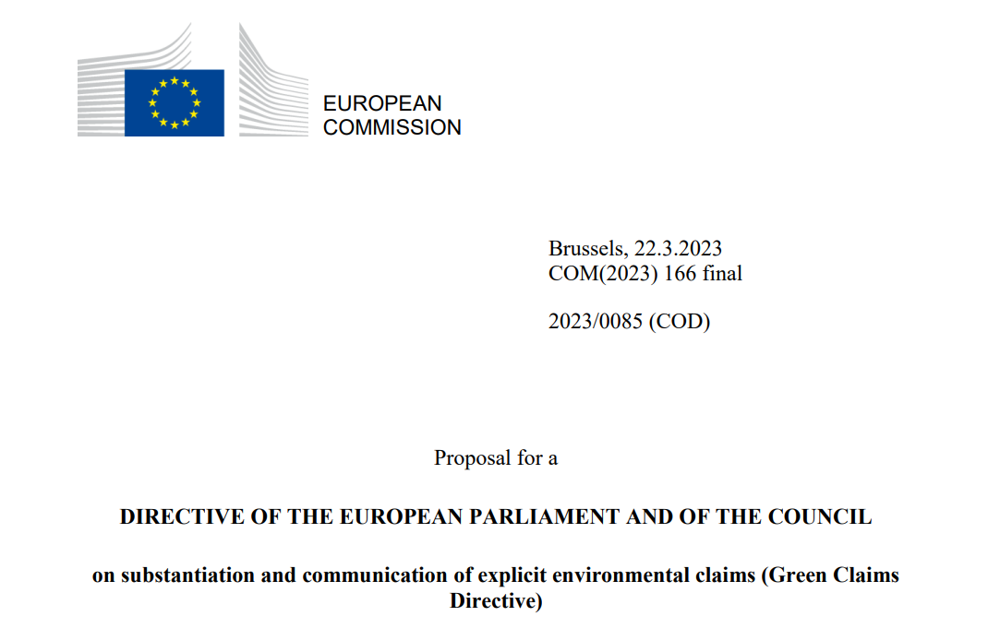 EUROPEAN
COMMISSION
Brussels, 22.3.2023
COM(2023) 166 final
2023/0085 (COD)
Proposal for a
DIRECTIVE OF THE EUROPEAN PARLIAMENT AND OF THE COUNCIL
on substantiation and communication of explicit environmental claims (Green Claims
Directive)